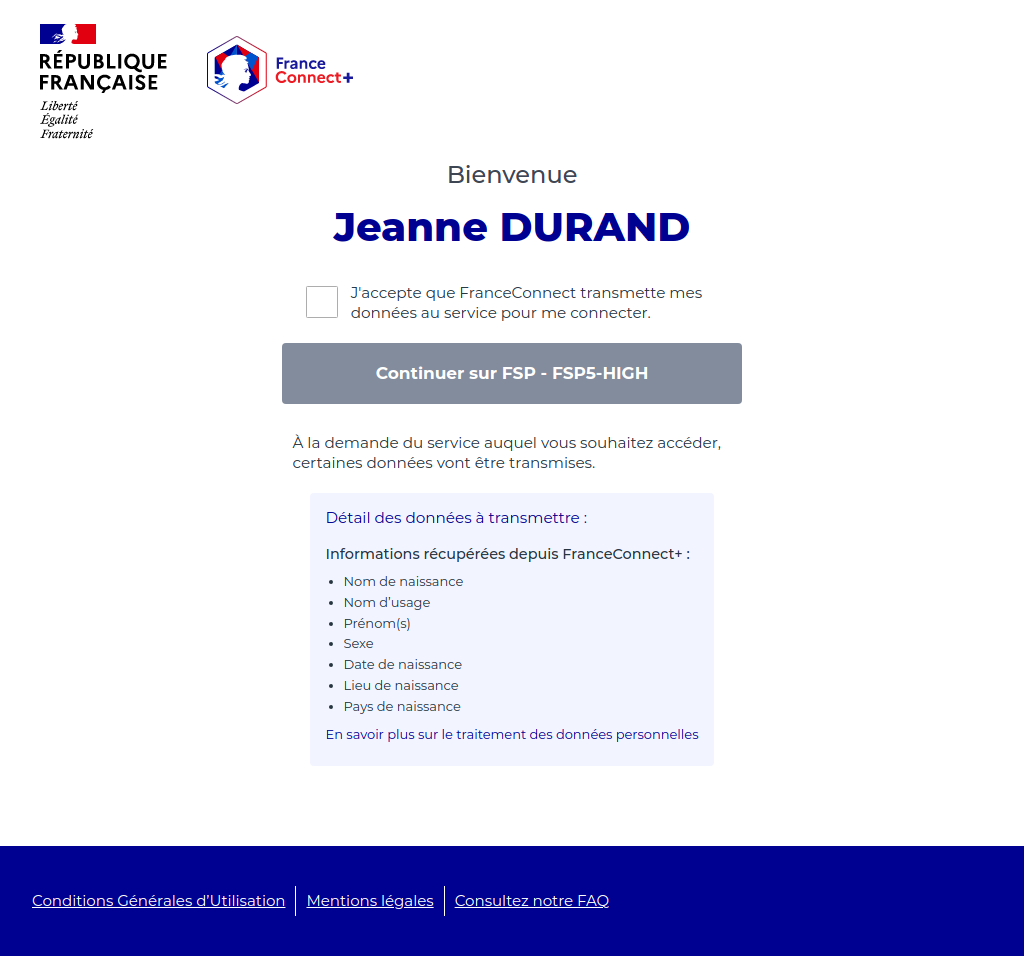 RÉPUBLIQUE
FRANÇAISE
Liberté
Égalité
Fraternité
France
Connect+
Bienvenue
Jeanne DURAND
J'accepte que FranceConnect transmette mes
données au service pour me connecter.
Continuer sur FSP - FSP5-HIGH
À la demande du service auquel vous souhaitez accéder,
certaines données vont être transmises.
Détail des données à transmettre :
Informations récupérées depuis FranceConnect+ :
• Nom de naissance
• Nom d’usage
• Prénom(s)
• Sexe
• Date de naissance
• Lieu de naissance
• Pays de naissance
En savoir plus sur le traitement des données personnelles
Conditions Générales d’Utilisation Mentions légales Consultez notre FAQ